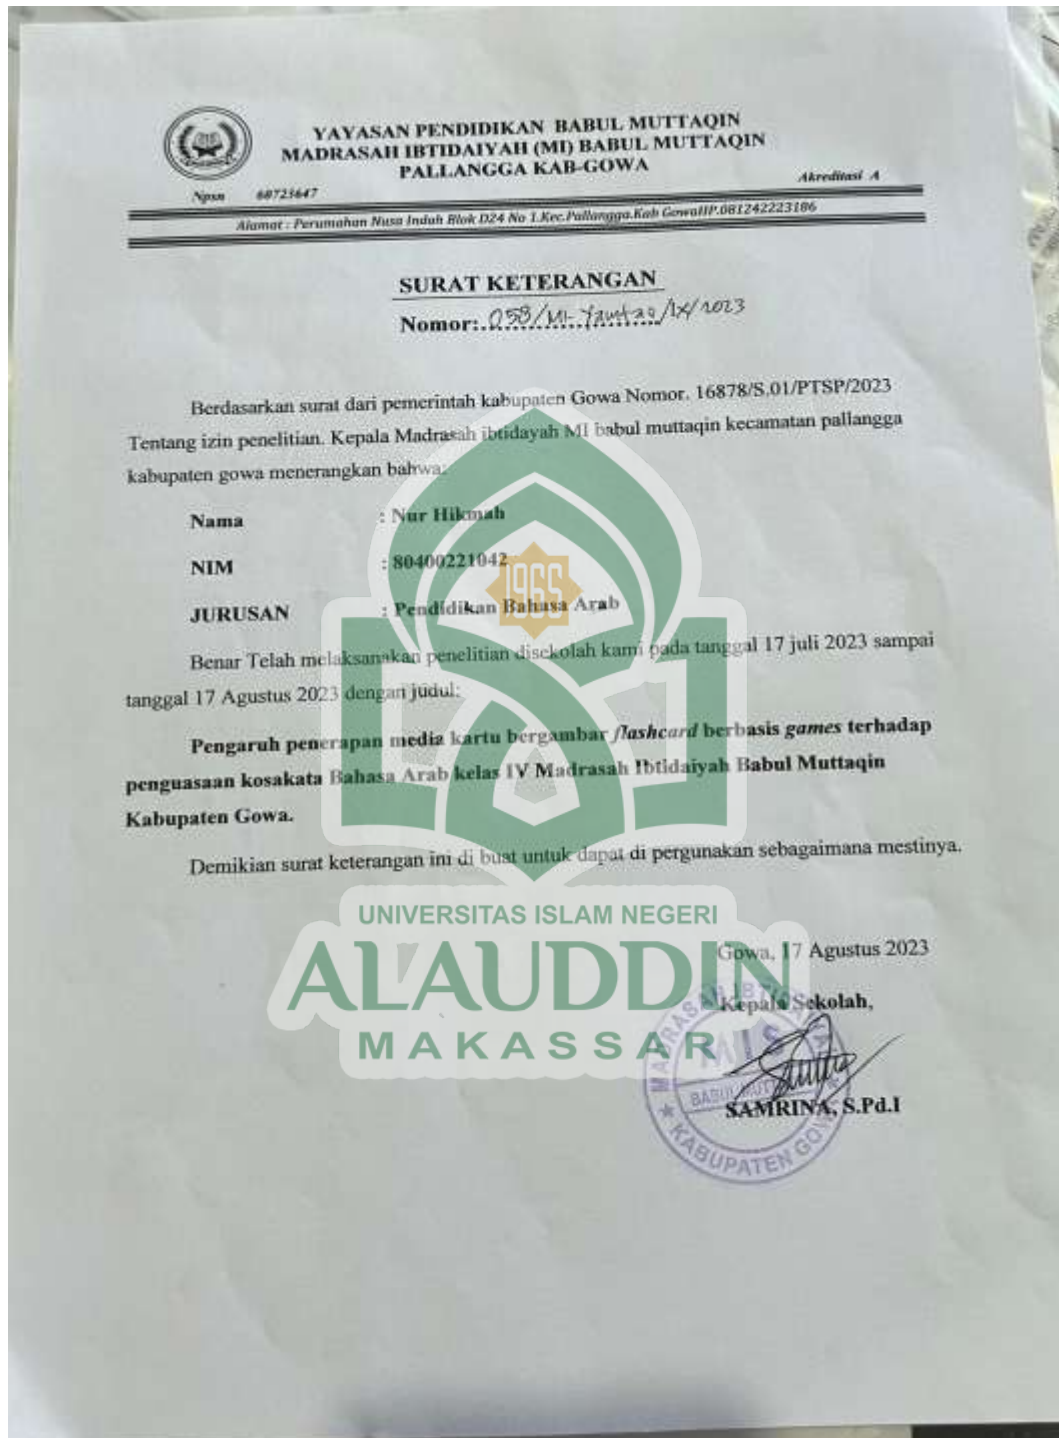 YAYASAN PENDIDIKAN BABUL MUTTAQIN
MADRASAH IBTIDAIYAH (MI) BABUL MUTTAQIN
PALLANGGA KAB-GOWA
Akreditasi A
Npsn 60723647
Alamat : Perumahan Nusa Indah Blok D24 No 1.Kec.Pallangga.Kab GowaHP.081242223186
SURAT KETERANGAN
Nomor: 058/MI- /IX/2023
Berdasarkan surat dari pemerintah kabupaten Gowa Nomor. 16878/S.01/PTSP/2023
Tentang izin penelitian. Kepala Madrasah ibtidayah MI babul muttaqin kecamatan pallangga
kabupaten gowa menerangkan bahwa:
Nama : Nur Hikmah
NIM : 80400221042
JURUSAN : Pendidikan Bahasa Arab
1965
Benar Telah melaksanakan penelitian disekolah kami pada tanggal 17 juli 2023 sampai
tanggal 17 Agustus 2023 dengan judul:
Pengaruh penerapan media kartu bergambar flashcard berbasis games terhadap
penguasaan kosakata Bahasa Arab kelas IV Madrasah Ibtidaiyah Babul Muttaqin
Kabupaten Gowa.
Demikian surat keterangan ini di buat untuk dapat di pergunakan sebagaimana mestinya.
UNIVERSITAS ISLAM NEGERI
ALAUDDIN
MAKASSAR
Gowa, 17 Agustus 2023
Kepala Sekolah,
MIS
SAMRINA, S.Pd.I
KABUPATEN GOWA